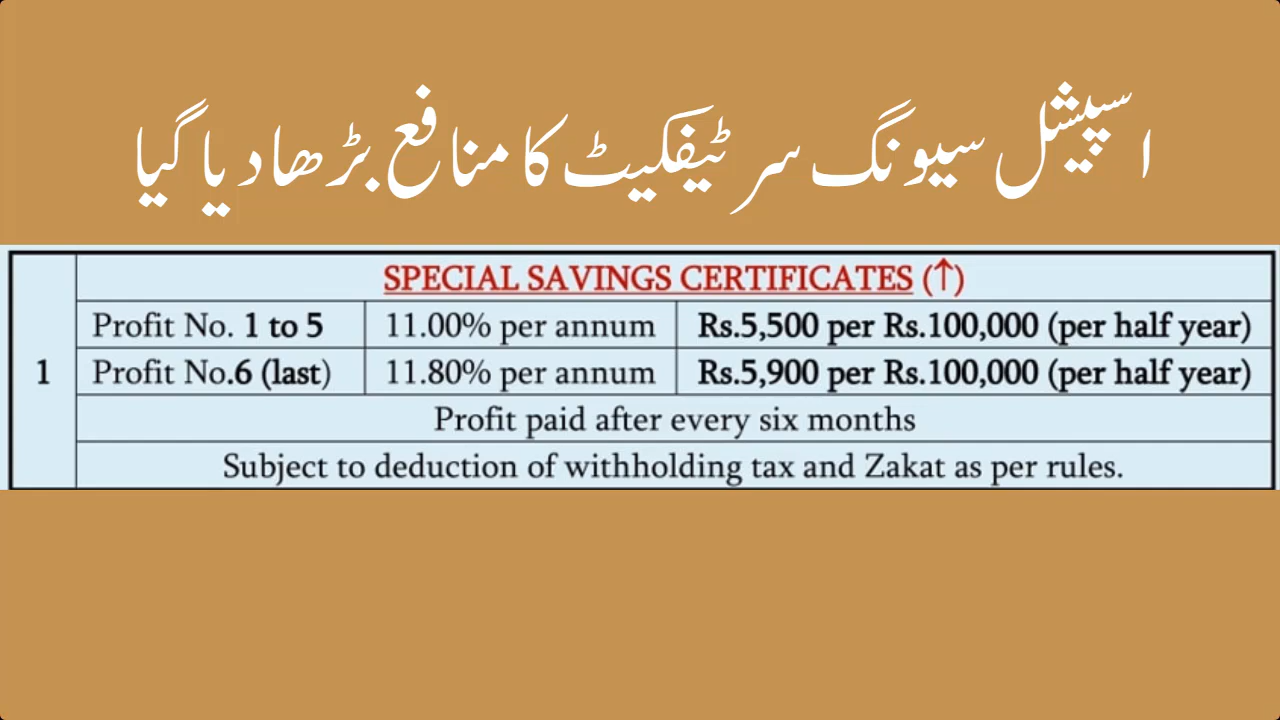 اسپیشل سیونگ سرٹیفکیٹ کا منافع بڑھادیا گیا
SPECIAL SAVINGS CERTIFICATES (↑)
1
Profit No. 1 to 5 11.00% per annum Rs.5,500 per Rs.100,000 (per half year)
Profit No.6 (last) 11.80% per annum Rs.5,900 per Rs.100,000 (per half year)
Profit paid after every six months
Subject to deduction of withholding tax and Zakat as per rules.